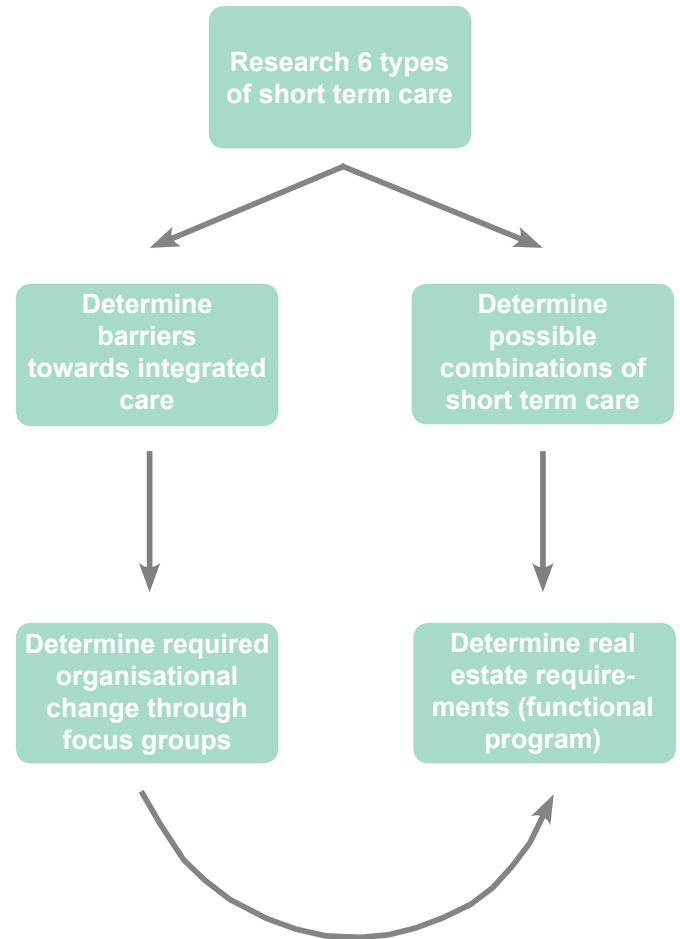 Research 6 types
of short term care
Determine
barriers
towards integrated
care
Determine
possible
combinations of
short term care
Determine required
organisational
change through
focus groups
Determine real
estate require-
ments (functional
program)